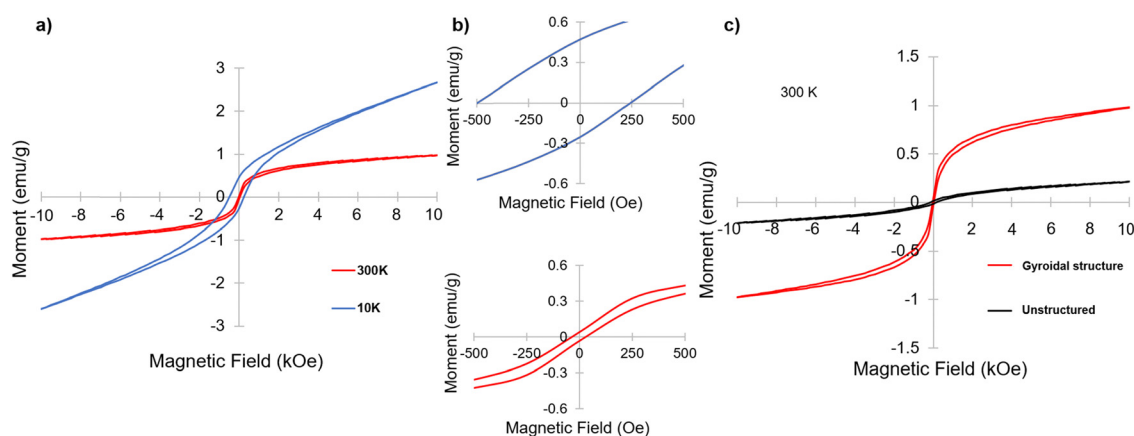 a)
Moment (emu/g)
3
2
1
0
-10 -8 -6 -4 -2 2 4 6 8 10
-1
-2
-3
300K
10K
Magnetic Field (kOe)
b)
Moment (emu/g)
0.6
0.3
0
-500 -250 0 250 500
-0.3
-0.6
Magnetic Field (Oe)
Moment (emu/g)
0.6
0.3
0
-500 -250 0 250 500
-0.3
-0.6
Magnetic Field (Oe)
c)
300 K
Moment (emu/g)
1.5
1
0.5
0
-10 -8 -6 -4 -2 0 2 4 6 8 10
-0.5
-1
-1.5
Gyroidal structure
Unstructured
Magnetic Field (kOe)